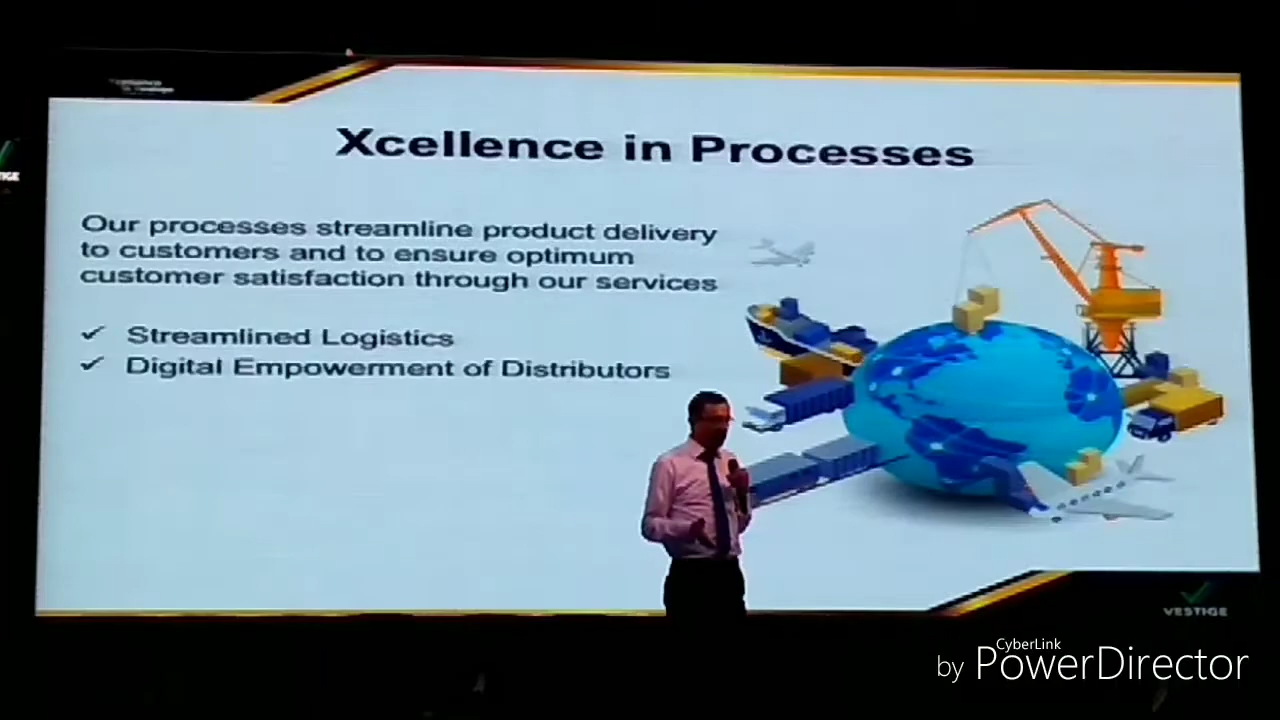 Xcellence in Processes
Our processes streamline product delivery
to customers and to ensure optimum
customer satisfaction through our services
✓ Streamlined Logistics
✓ Digital Empowerment of Distributors
VESTIGE
CyberLink
by PowerDirector